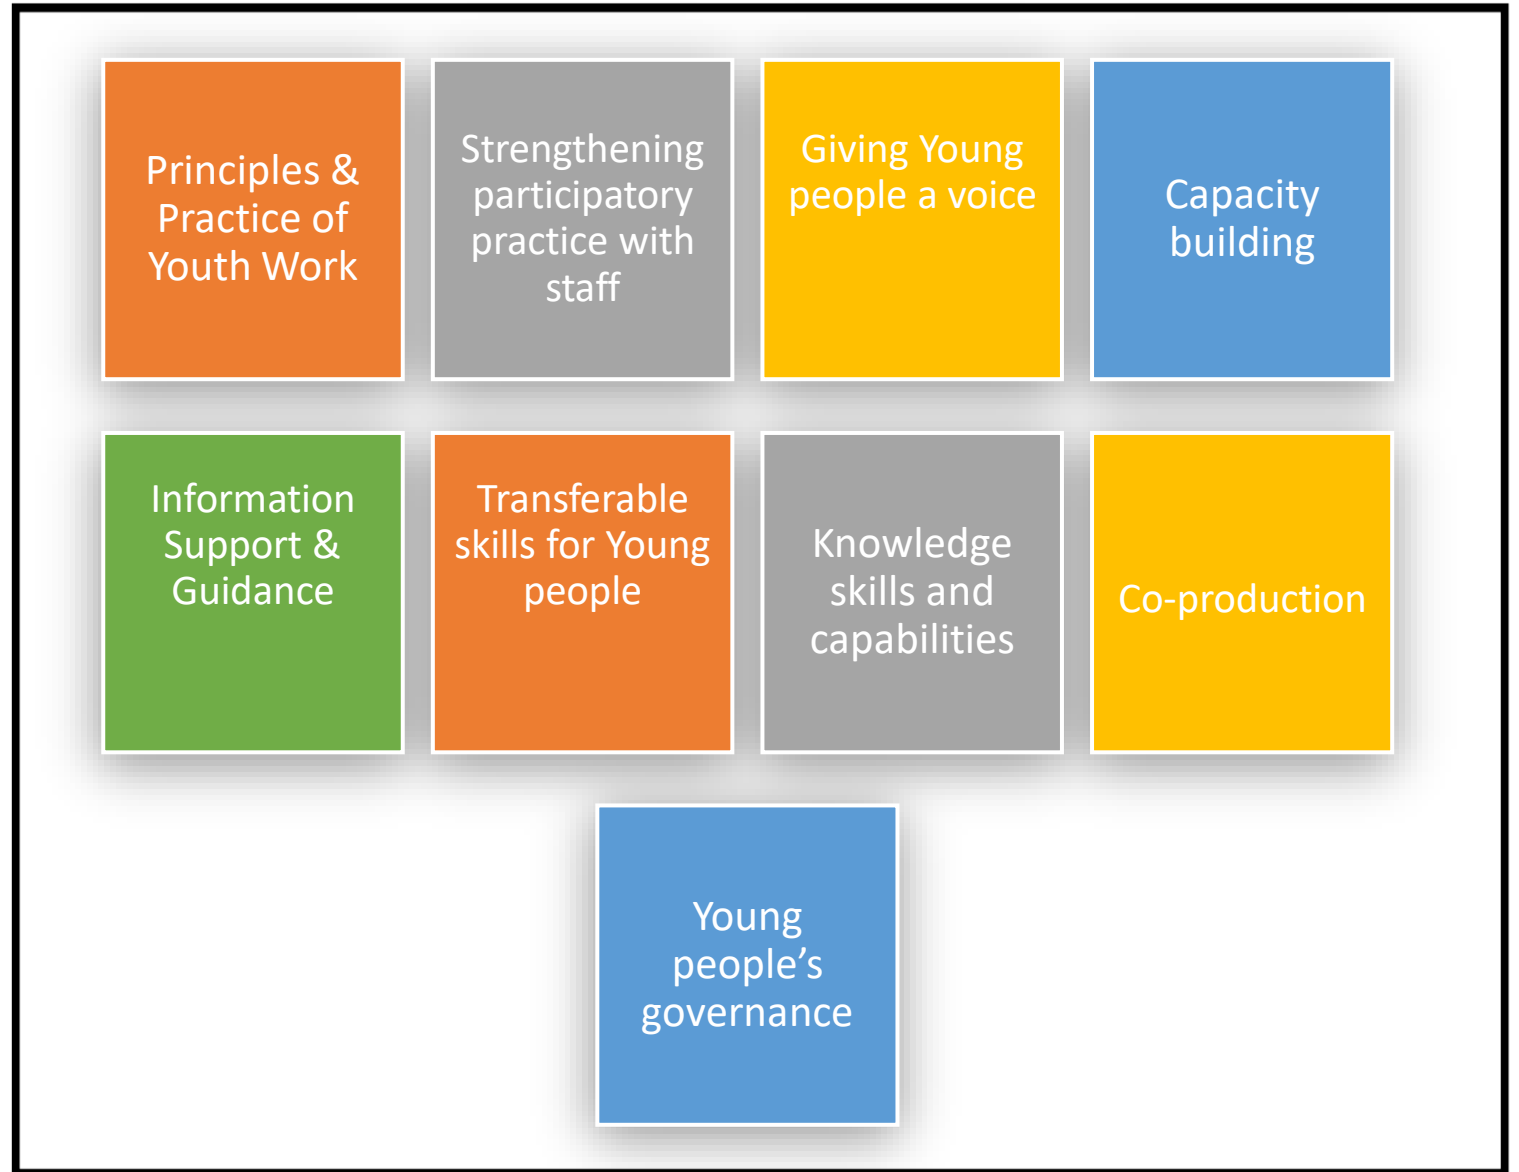 Principles &
Practice of
Youth Work
Strengthening
participatory
practice with
staff
Giving Young
people a voice
Capacity
building
Information
Support &
Guidance
Transferable
skills for Young
people
Knowledge
skills and
capabilities
Co-production
Young
people’s
governance